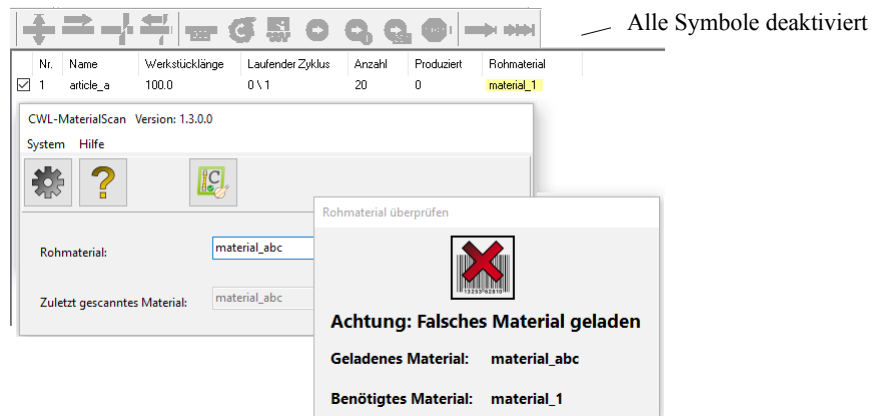 Alle Symbole deaktiviert
Nr. Name Werkstücklänge Laufender Zyklus Anzahl Produziert Rohmaterial
1 article_a 100.0 0 \ 1 20 0 material_1
CWL-MaterialScan Version: 1.3.0.0
System Hilfe
Rohmaterial: material_abc
Zuletzt gescanntes Material: material_abc
Rohmaterial überprüfen
Achtung: Falsches Material geladen
Geladenes Material: material_abc
Benötigtes Material: material_1